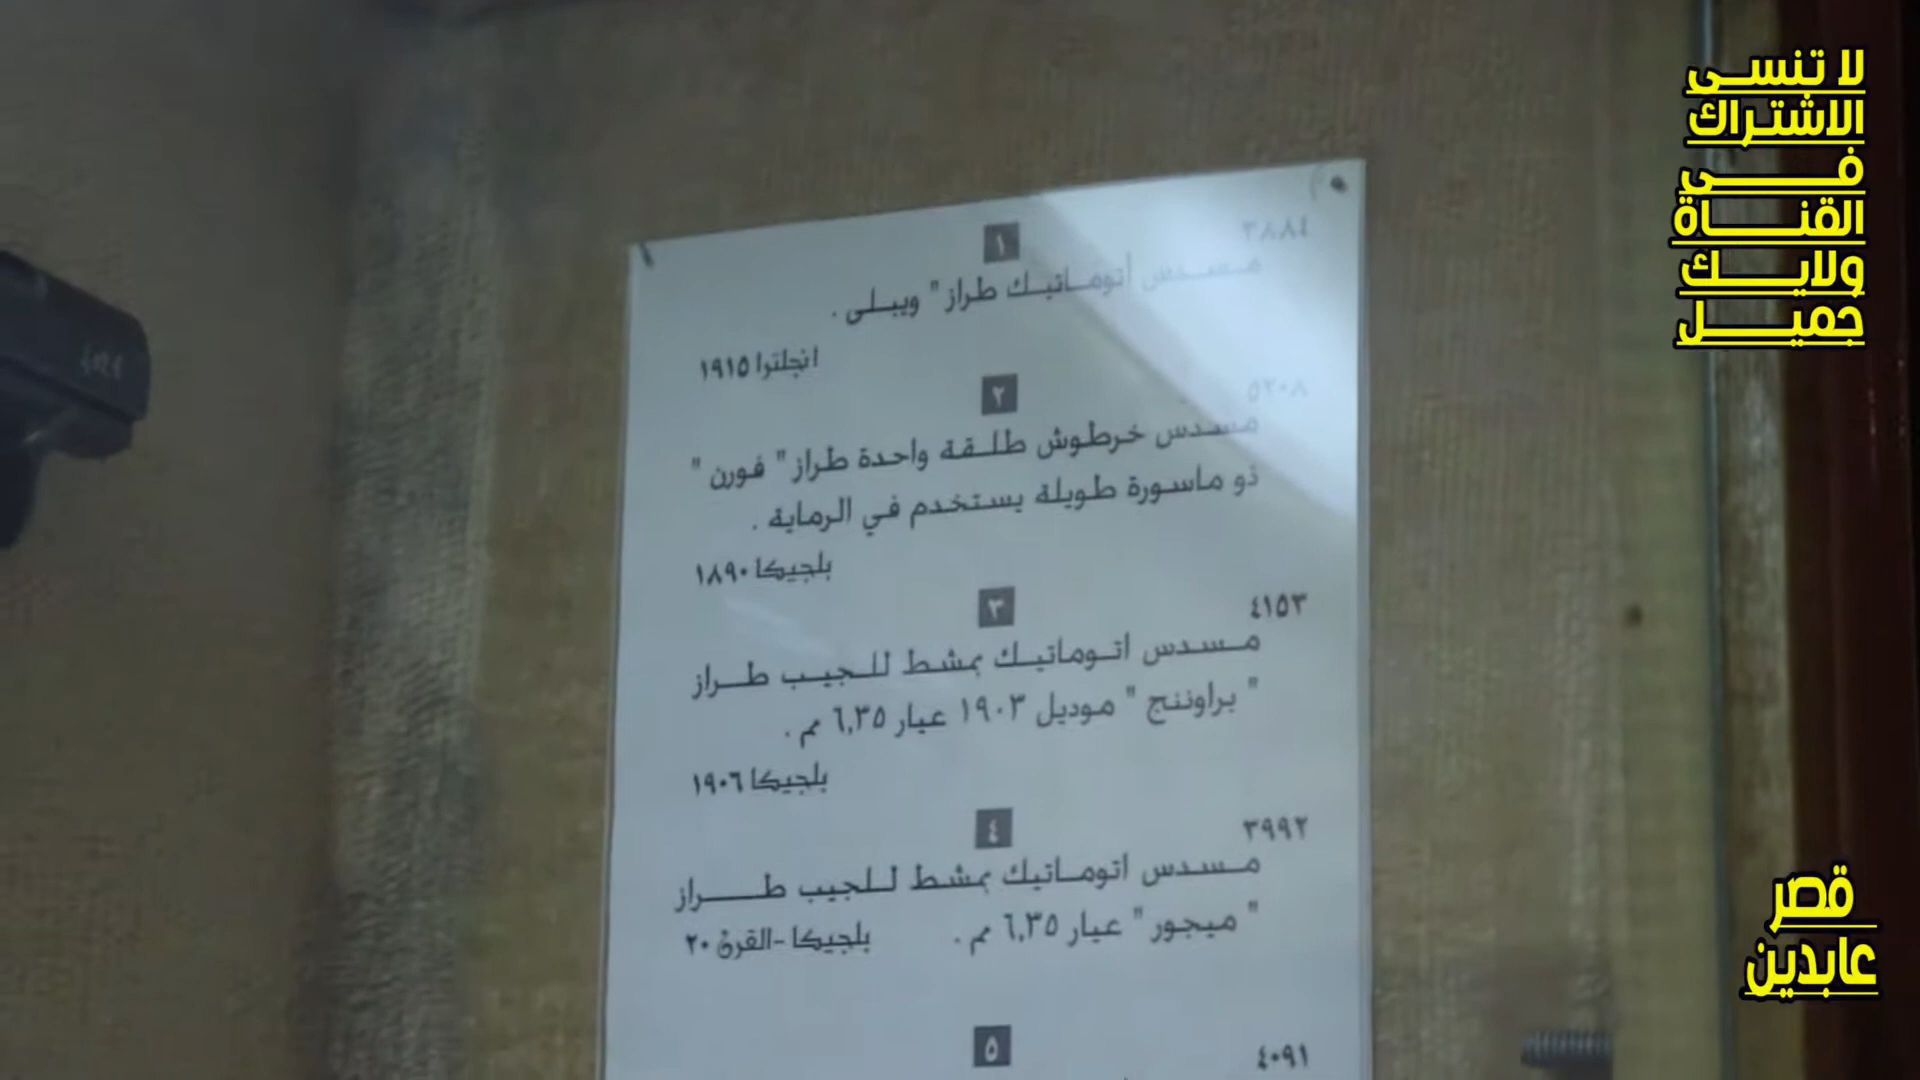 ٣٨٨٤
١
مسدس أتوماتيك طراز " ويبلى .
انجلترا ١٩١٥
٥٢٠٨
٢
مسدس خرطوش طلقة واحدة طراز " فورن "
ذو ماسورة طويلة يستخدم في الرماية .
بلجيكا ١٨٩٠
٤١٥٣
٣
مسدس اتوماتيك بمشط للجيب طراز
" براوننج " موديل ١٩٠٣ عيار ٦,٣٥ مم .
بلجيكا ١٩٠٦
٣٩٩٢
٤
مسدس اتوماتيك بمشط للجيب طراز
" ميجور " عيار ٦,٣٥ مم . بلجيكا -القرن ٢٠
٤٠٩١
٥
لا تنسى
الاشتراك
فى
القناة
ولايك
جميل
قصر
عابدين